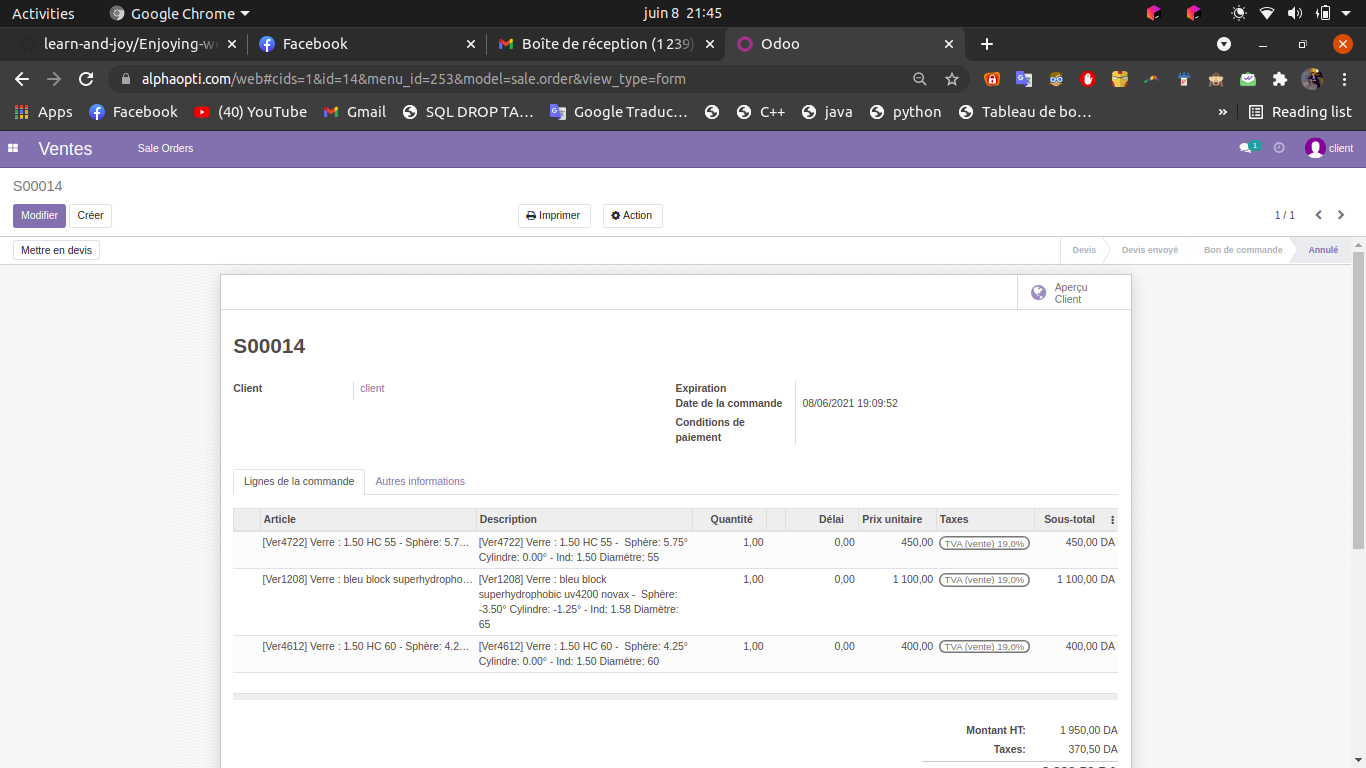 Activities
Google Chrome
juin 8 21:45
learn-and-joy/Enjoying-w
Facebook
Boîte de réception (1 239)
Odoo
alphaopti.com/web#cids=1&id=14&menu_id=253&model=sale.order&view_type=form
Apps
Facebook
(40) YouTube
Gmail
SQL DROP TA...
Google Traduc...
C++
java
python
Tableau de bo...
»
Reading list
Ventes
Sale Orders
1
client
S00014
Modifier
Créer
Imprimer
Action
1 / 1
Mettre en devis
Devis
Devis envoyé
Bon de commande
Annulé
Aperçu
Client
S00014
Client
client
Expiration
Date de la commande
08/06/2021 19:09:52
Conditions de
paiement
Lignes de la commande
Autres informations
Article Description Quantité Délai Prix unitaire Taxes Sous-total
[Ver4722] Verre : 1.50 HC 55 - Sphère: 5.7... [Ver4722] Verre : 1.50 HC 55 - Sphère: 5.75° 1,00 0,00 450,00 TVA (vente) 19,0% 450,00 DA
Cylindre: 0.00° - Ind: 1.50 Diamètre: 55
[Ver1208] Verre : bleu block superhydropho... [Ver1208] Verre : bleu block 1,00 0,00 1 100,00 TVA (vente) 19,0% 1 100,00 DA
superhydrophobic uv4200 novax - Sphère:
-3.50° Cylindre: -1.25° - Ind: 1.58 Diamètre:
65
[Ver4612] Verre : 1.50 HC 60 - Sphère: 4.2... [Ver4612] Verre : 1.50 HC 60 - Sphère: 4.25° 1,00 0,00 400,00 TVA (vente) 19,0% 400,00 DA
Cylindre: 0.00° - Ind: 1.50 Diamètre: 60
Montant HT: 1 950,00 DA
Taxes: 370,50 DA